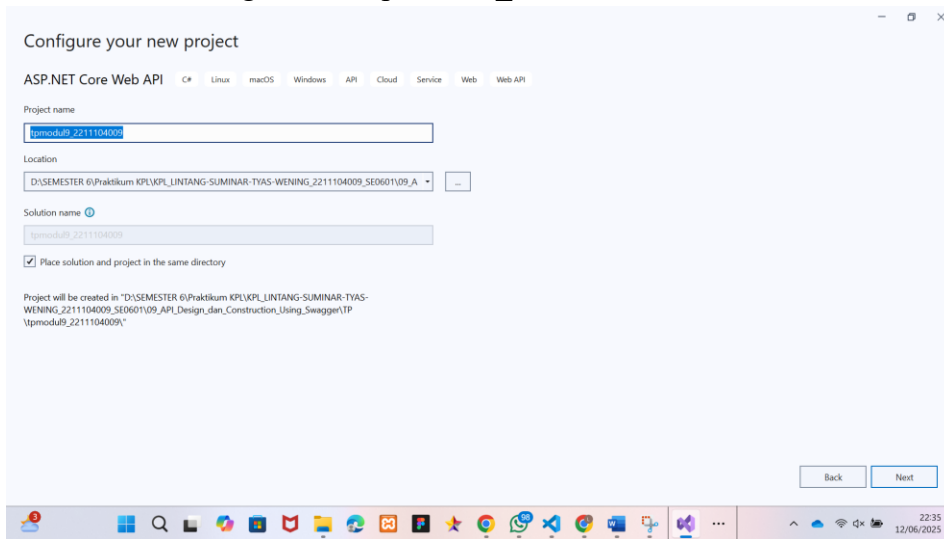 Configure your new project
ASP.NET Core Web API C# Linux macOS Windows API Cloud Service Web Web API
Project name
tpmodul9_2211104009
Location
D:\SEMESTER 6\Praktikum KPL\KPL_LINTANG-SUMINAR-TYAS-WENING_2211104009_SE0601\09_A
...
Solution name
tpmodul9_2211104009
Place solution and project in the same directory
Project will be created in "D:\SEMESTER 6\Praktikum KPL\KPL_LINTANG-SUMINAR-TYAS-
WENING_2211104009_SE0601\09_API_Design_dan_Construction_Using_Swagger\TP
\tpmodul9_2211104009\"
Back Next
3
98
22:35
12/06/2025